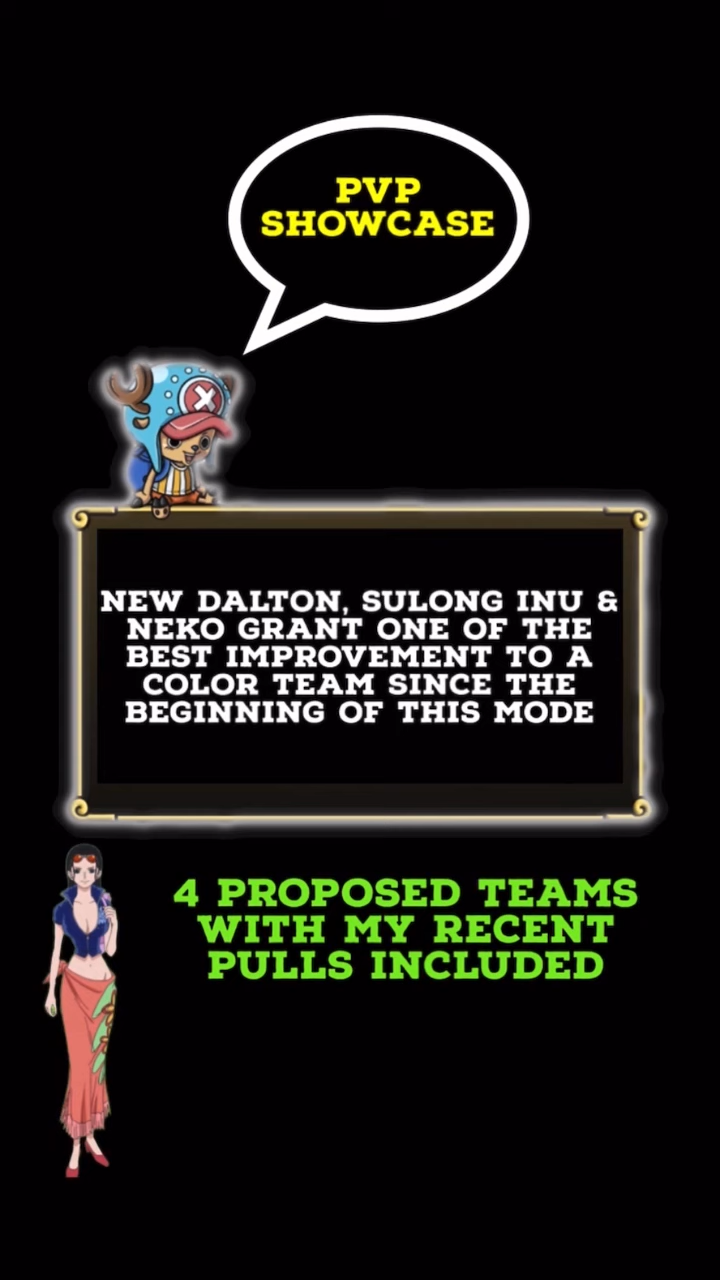 PVP
SHOWCASE
NEW DALTON, SULONG INU &
NEKO GRANT ONE OF THE
BEST IMPROVEMENT TO A
COLOR TEAM SINCE THE
BEGINNING OF THIS MODE
4 PROPOSED TEAMS
WITH MY RECENT
PULLS INCLUDED